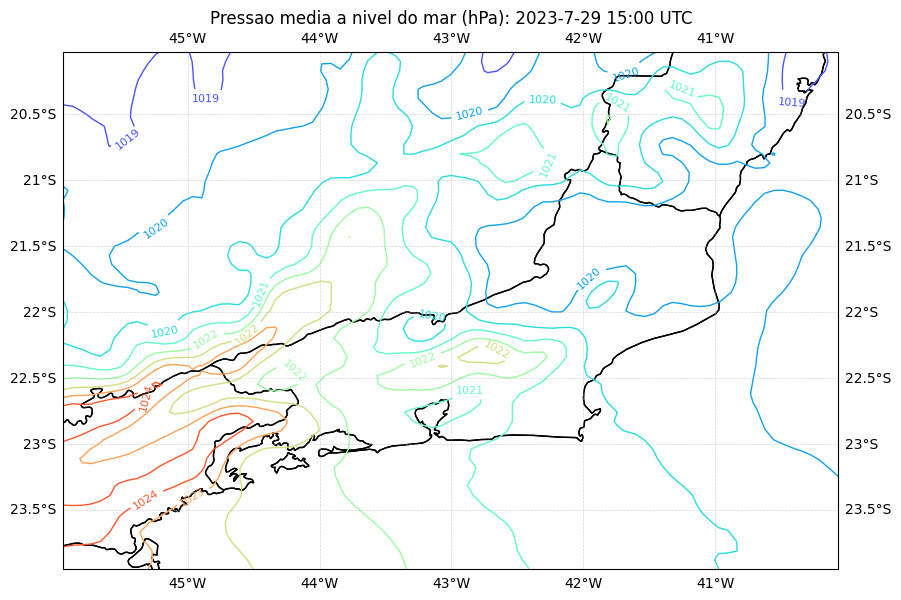 Pressao media a nivel do mar (hPa): 2023-7-29 15:00 UTC
45°W 44°W 43°W 42°W 41°W
1020
1019 1021 1019
1020 1021
20.5°S 1020 20.5°S
1019
1021
21°S 21°S
1020
21.5°S 21.5°S
1020
1021
22°S 1020 22°S
1020 1022 1022
1022
1022
22.5°S 1022 22.5°S
1024 1021
23°S 23°S
1024 1023
23.5°S 23.5°S
45°W 44°W 43°W 42°W 41°W